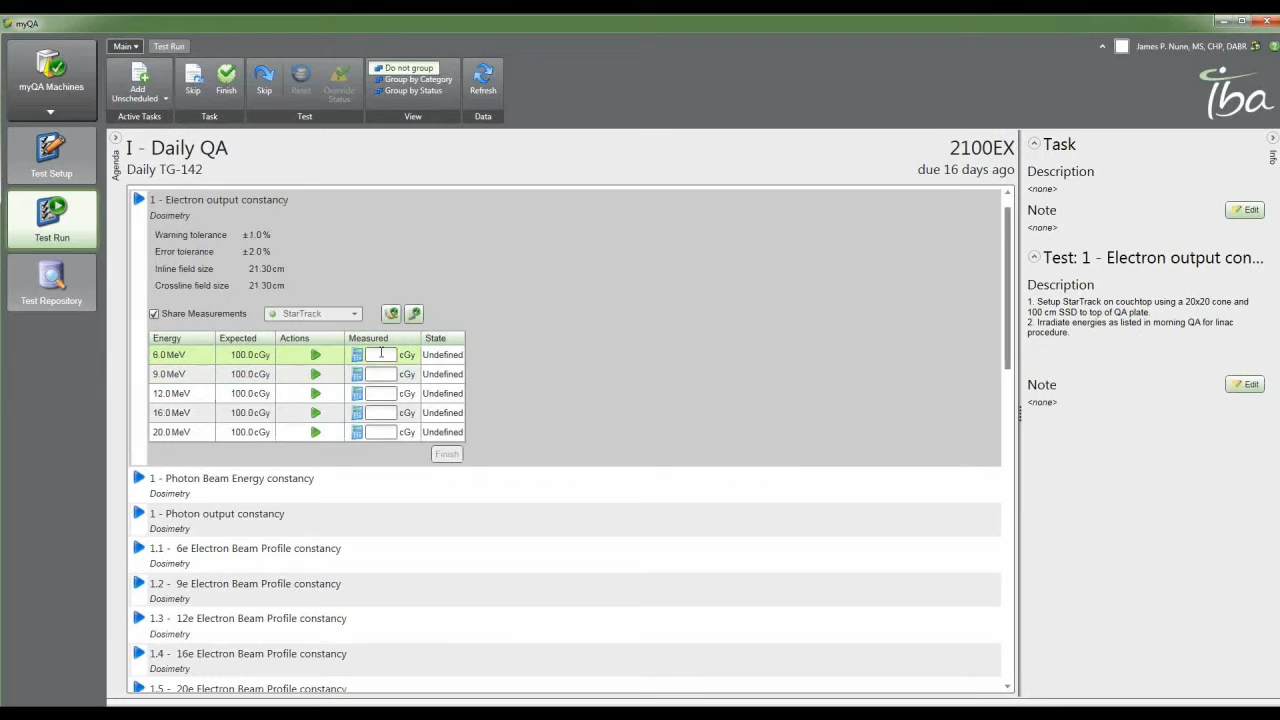 myQA
myQA Machines
Test Setup
Test Run
Test Repository
Main
Test Run
James P. Nunn, MS, CHP, DABR
Add
Unscheduled
Active Tasks
Skip
Finish
Task
Skip
Reset
Override
Status
Test
Do not group
Group by Category
Group by Status
View
Refresh
Data
iba
Agenda
I - Daily QA
2100EX
Daily TG-142
due 16 days ago
1 - Electron output constancy
Dosimetry
Warning tolerance ±1.0%
Error tolerance ±2.0%
Inline field size 21.30cm
Crossline field size 21.30cm
Share Measurements StarTrack
Energy Expected Actions Measured State
6.0MeV 100.0cGy cGy Undefined
9.0MeV 100.0cGy cGy Undefined
12.0MeV 100.0cGy cGy Undefined
16.0MeV 100.0cGy cGy Undefined
20.0MeV 100.0cGy cGy Undefined
Finish
1 - Photon Beam Energy constancy
Dosimetry
1 - Photon output constancy
Dosimetry
1.1 - 6e Electron Beam Profile constancy
Dosimetry
1.2 - 9e Electron Beam Profile constancy
Dosimetry
1.3 - 12e Electron Beam Profile constancy
Dosimetry
1.4 - 16e Electron Beam Profile constancy
Dosimetry
1.5 - 20e Electron Beam Profile constancy
Task
Info
Description
<none>
Note
Edit
<none>
Test: 1 - Electron output con...
Description
1. Setup StarTrack on couchtop using a 20x20 cone and
100 cm SSD to top of QA plate.
2. Irradiate energies as listed in morning QA for linac
procedure.
Note
Edit
<none>